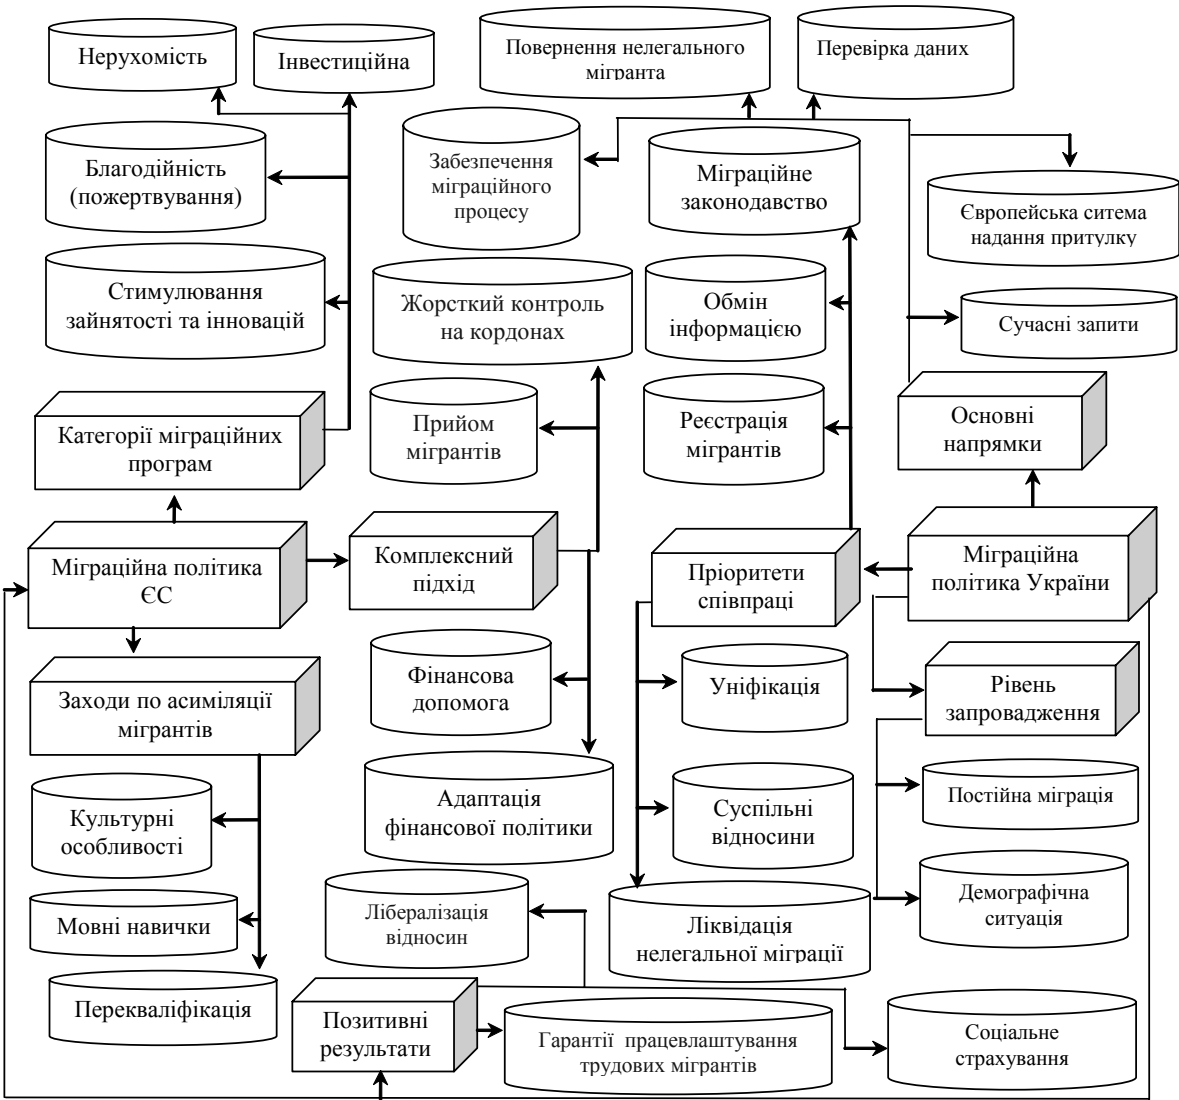 Нерухомість
Інвестиційна
Повернення нелегального
мігранта
Перевірка даних
Благодійність
(пожертвування)
Забезпечення
міграційного
процесу
Міграційне
законодавство
Європейська ситема
надання притулку
Стимулювання
зайнятості та інновацій
Жорсткий контроль
на кордонах
Обмін
інформацією
Сучасні запити
Категорії міграційних
програм
Прийом
мігрантів
Реєстрація
мігрантів
Основні
напрямки
Міграційна політика
ЄС
Комплексний
підхід
Пріоритети
співпраці
Міграційна
політика України
Заходи по асиміляції
мігрантів
Фінансова
допомога
Уніфікація
Рівень
запровадження
Культурні
особливості
Адаптація
фінансової політики
Суспільні
відносини
Постійна міграція
Мовні навички
Лібералізація
відносин
Ліквідація
нелегальної міграції
Демографічна
ситуація
Перекваліфікація
Позитивні
результати
Гарантії працевлаштування
трудових мігрантів
Соціальне
страхування